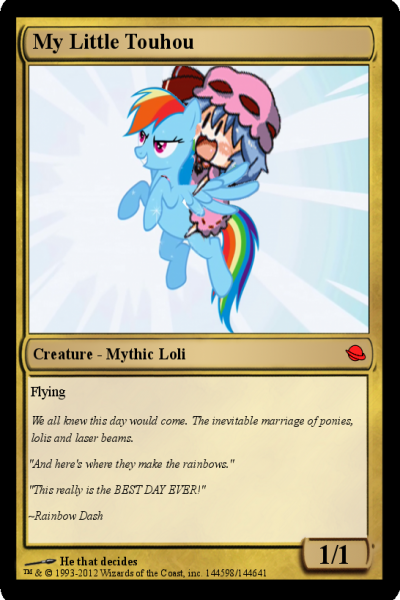 My Little Touhou
Creature - Mythic Loli
Flying
We all knew this day would come. The inevitable marriage of ponies,
lolis and laser beams.
"And here's where they make the rainbows."
"This really is the BEST DAY EVER!"
~Rainbow Dash
1/1
He that decides
™ & © 1993-2012 Wizards of the Coast, inc. 144598/144641